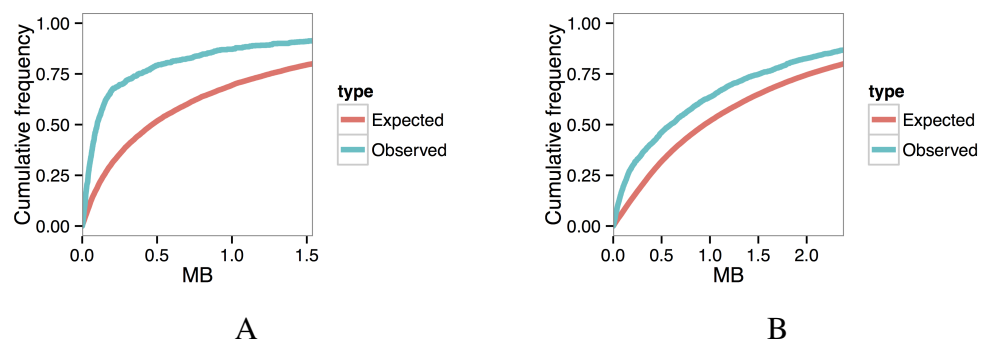 1.00
0.75
0.50
0.25
0.00
Cumulative frequency
0.0 0.5 1.0 1.5
MB
type
Expected
Observed
A
1.00
0.75
0.50
0.25
0.00
Cumulative frequency
0.0 0.5 1.0 1.5 2.0
MB
type
Expected
Observed
B